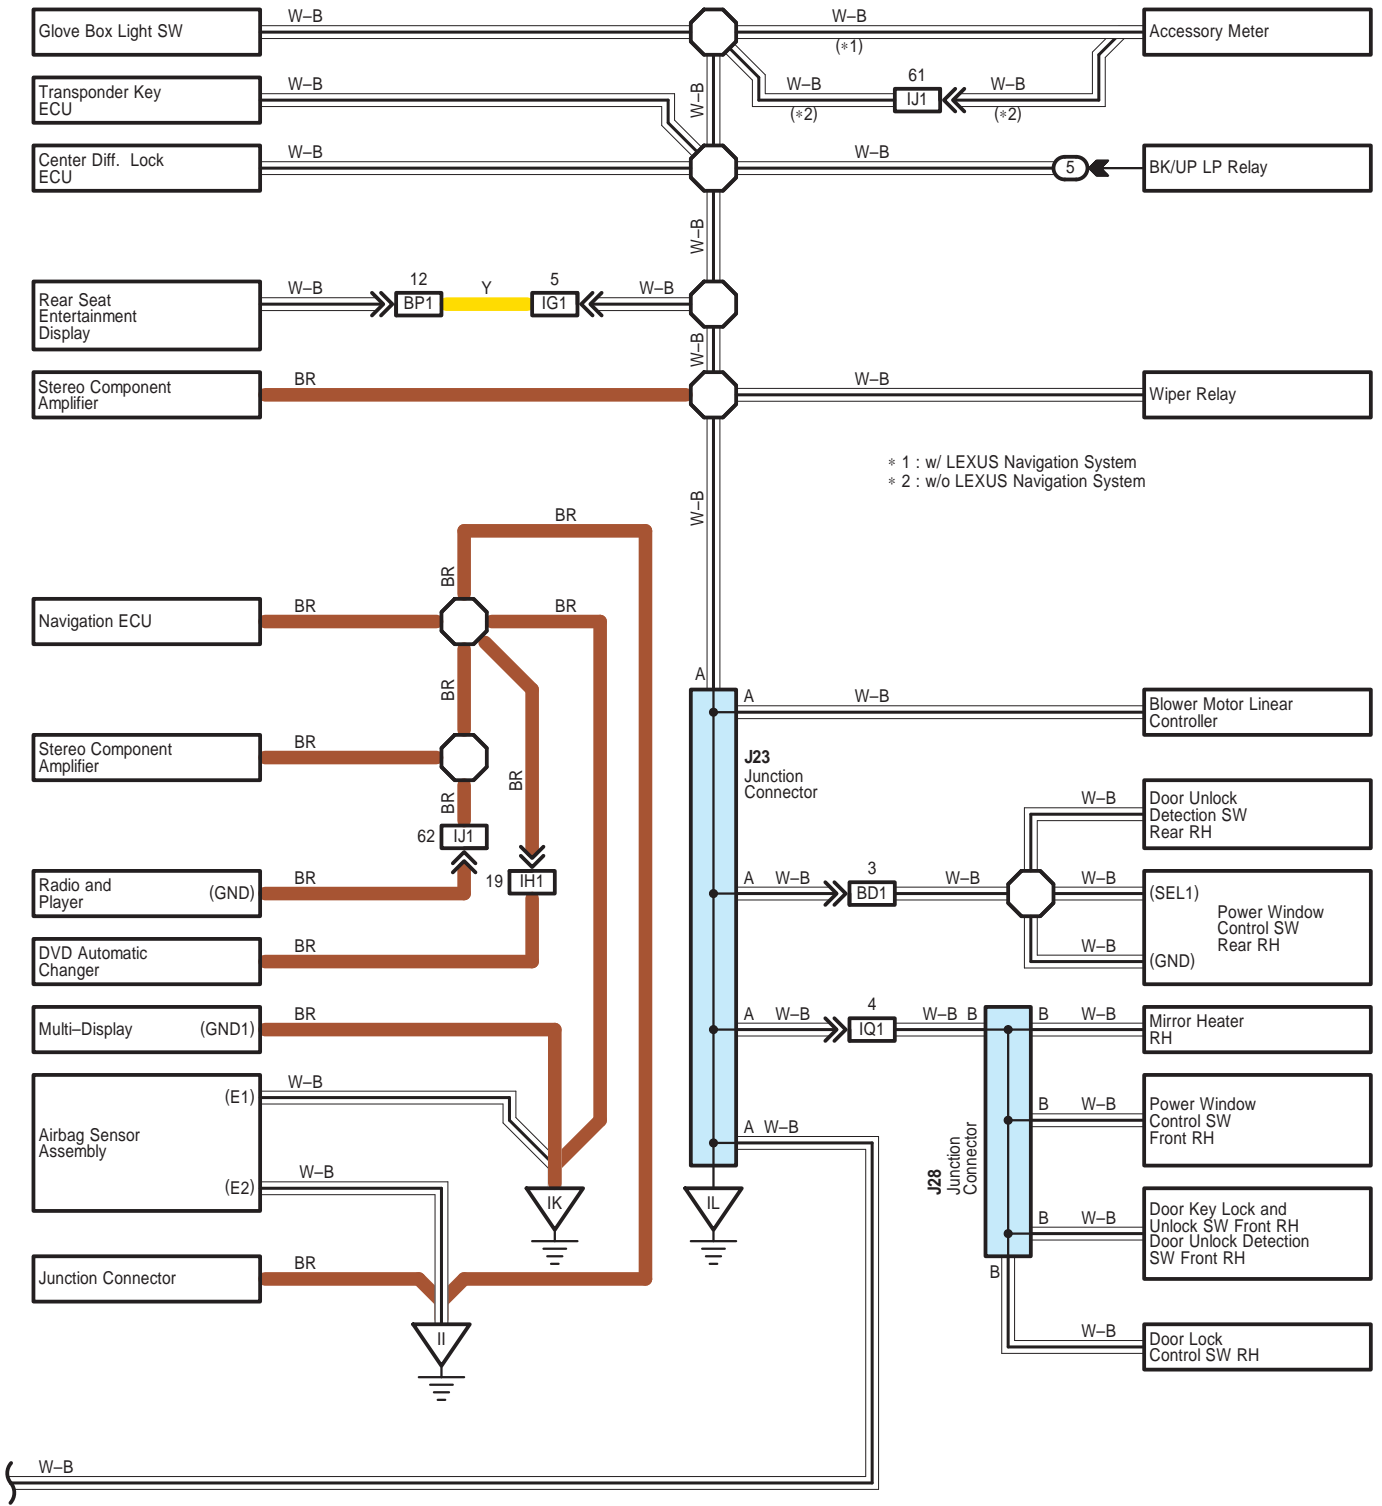 Glove Box Light SW
W–B
W–B
(∗1)
Accessory Meter
Transponder Key
ECU
W–B
W–B
W–B
(∗2)
61
IJ1
W–B
(∗2)
Center Diff. Lock
ECU
W–B
W–B
5
BK/UP LP Relay
W–B
Rear Seat
Entertainment
Display
W–B
12
BP1
Y
5
IG1
W–B
W–B
Stereo Component
Amplifier
BR
W–B
Wiper Relay
∗ 1 : w/ LEXUS Navigation System
∗ 2 : w/o LEXUS Navigation System
W–B
BR
BR
Navigation ECU
BR
BR
BR
A
A
W–B
Blower Motor Linear
Controller
Stereo Component
Amplifier
BR
BR
BR
J23
Junction
Connector
62
IJ1
W–B
Door Unlock
Detection SW
Rear RH
Radio and
Player
(GND)
BR
19
IH1
A
W–B
3
BD1
W–B
W–B
(SEL1)
Power Window
Control SW
Rear RH
W–B
(GND)
DVD Automatic
Changer
BR
Multi–Display
(GND1)
BR
A
W–B
4
IQ1
W–B
B
B
W–B
Mirror Heater
RH
Airbag Sensor
Assembly
(E1)
W–B
(E2)
W–B
B
W–B
Power Window
Control SW
Front RH
A
W–B
J28
Junction
Connector
IK
IL
B
W–B
Door Key Lock and
Unlock SW Front RH
Door Unlock Detection
SW Front RH
Junction Connector
BR
B
II
W–B
Door Lock
Control SW RH
W–B